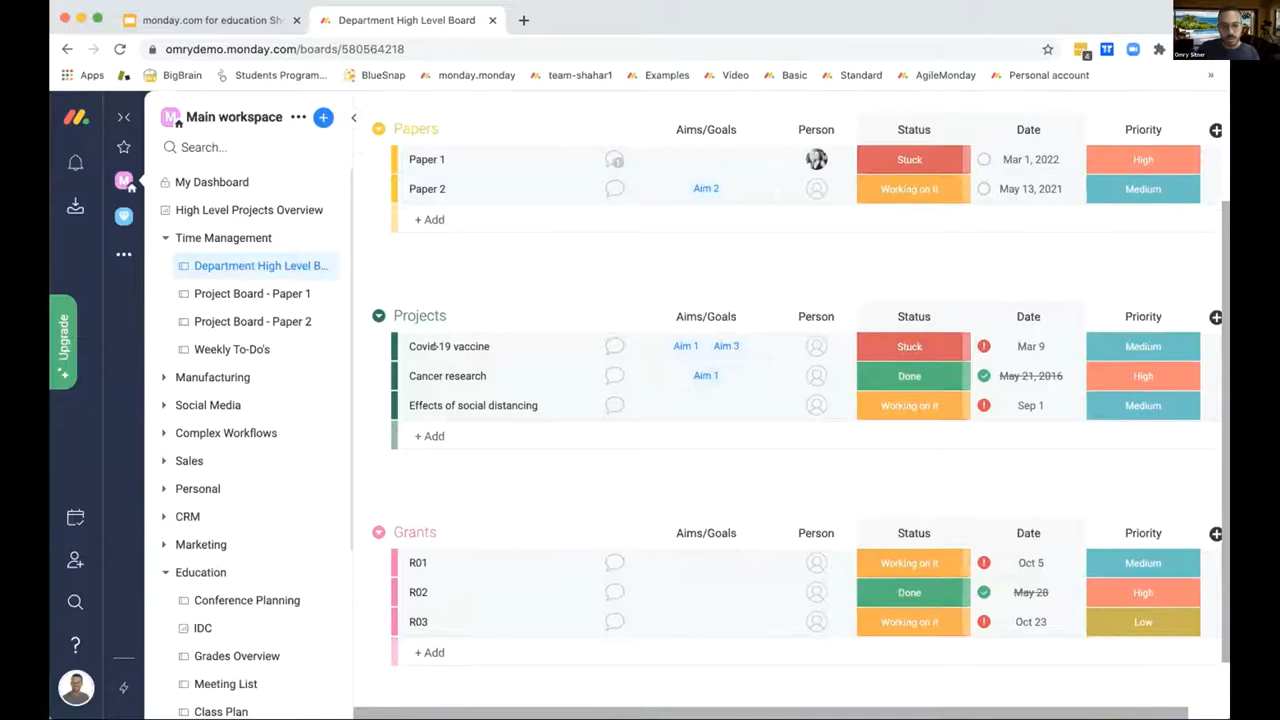 monday.com for education Sh
Department High Level Board
omrydemo.monday.com/boards/580564218
4
Omry Sitner
Apps
BigBrain
Students Program...
BlueSnap
monday.monday
team-shahar1
Examples
Video
Basic
Standard
AgileMonday
Personal account
»
M
Main workspace
Search...
My Dashboard
High Level Projects Overview
Time Management
Department High Level B...
Project Board - Paper 1
Project Board - Paper 2
Weekly To-Do's
Manufacturing
Social Media
Complex Workflows
Sales
Personal
CRM
Marketing
Education
Conference Planning
IDC
Grades Overview
Meeting List
Class Plan
M
Upgrade
Papers Aims/Goals Person Status Date Priority
Paper 1 1 Stuck Mar 1, 2022 High
Paper 2 Aim 2 Working on it May 13, 2021 Medium
+ Add
Projects Aims/Goals Person Status Date Priority
Covid-19 vaccine Aim 1 Aim 3 Stuck Mar 9 Medium
Cancer research Aim 1 Done May 21, 2016 High
Effects of social distancing Working on it Sep 1 Medium
+ Add
Grants Aims/Goals Person Status Date Priority
R01 Working on it Oct 5 Medium
R02 Done May 28 High
R03 Working on it Oct 23 Low
+ Add